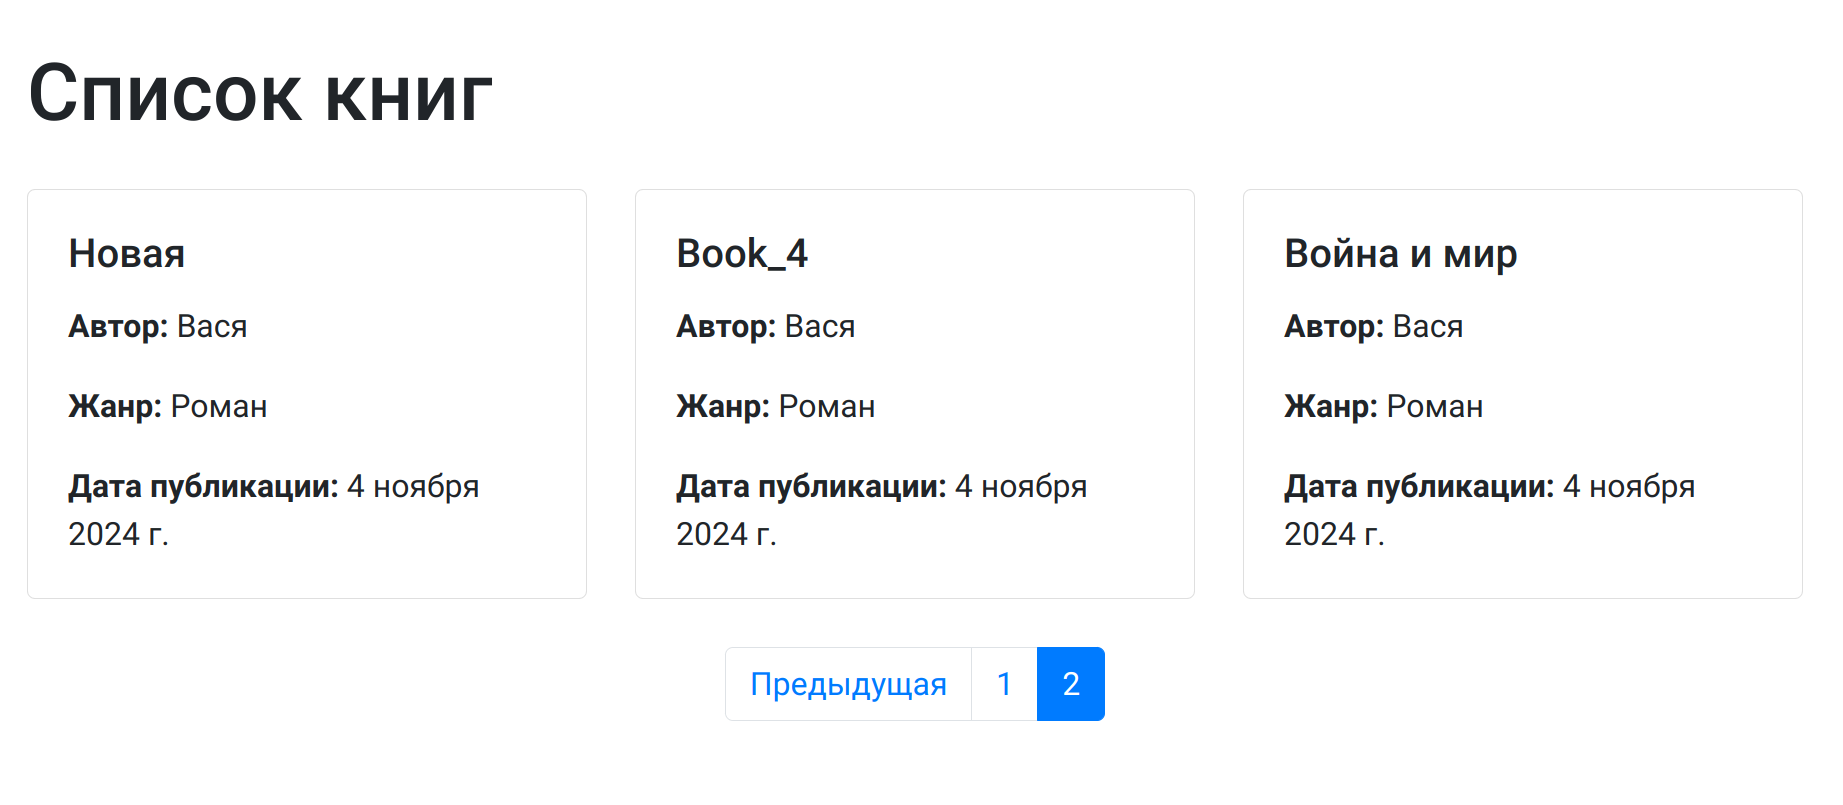 Список книг
Новая
Автор: Вася
Жанр: Роман
Дата публикации: 4 ноября
2024 г.
Book_4
Автор: Вася
Жанр: Роман
Дата публикации: 4 ноября
2024 г.
Война и мир
Автор: Вася
Жанр: Роман
Дата публикации: 4 ноября
2024 г.
Предыдущая 1 2